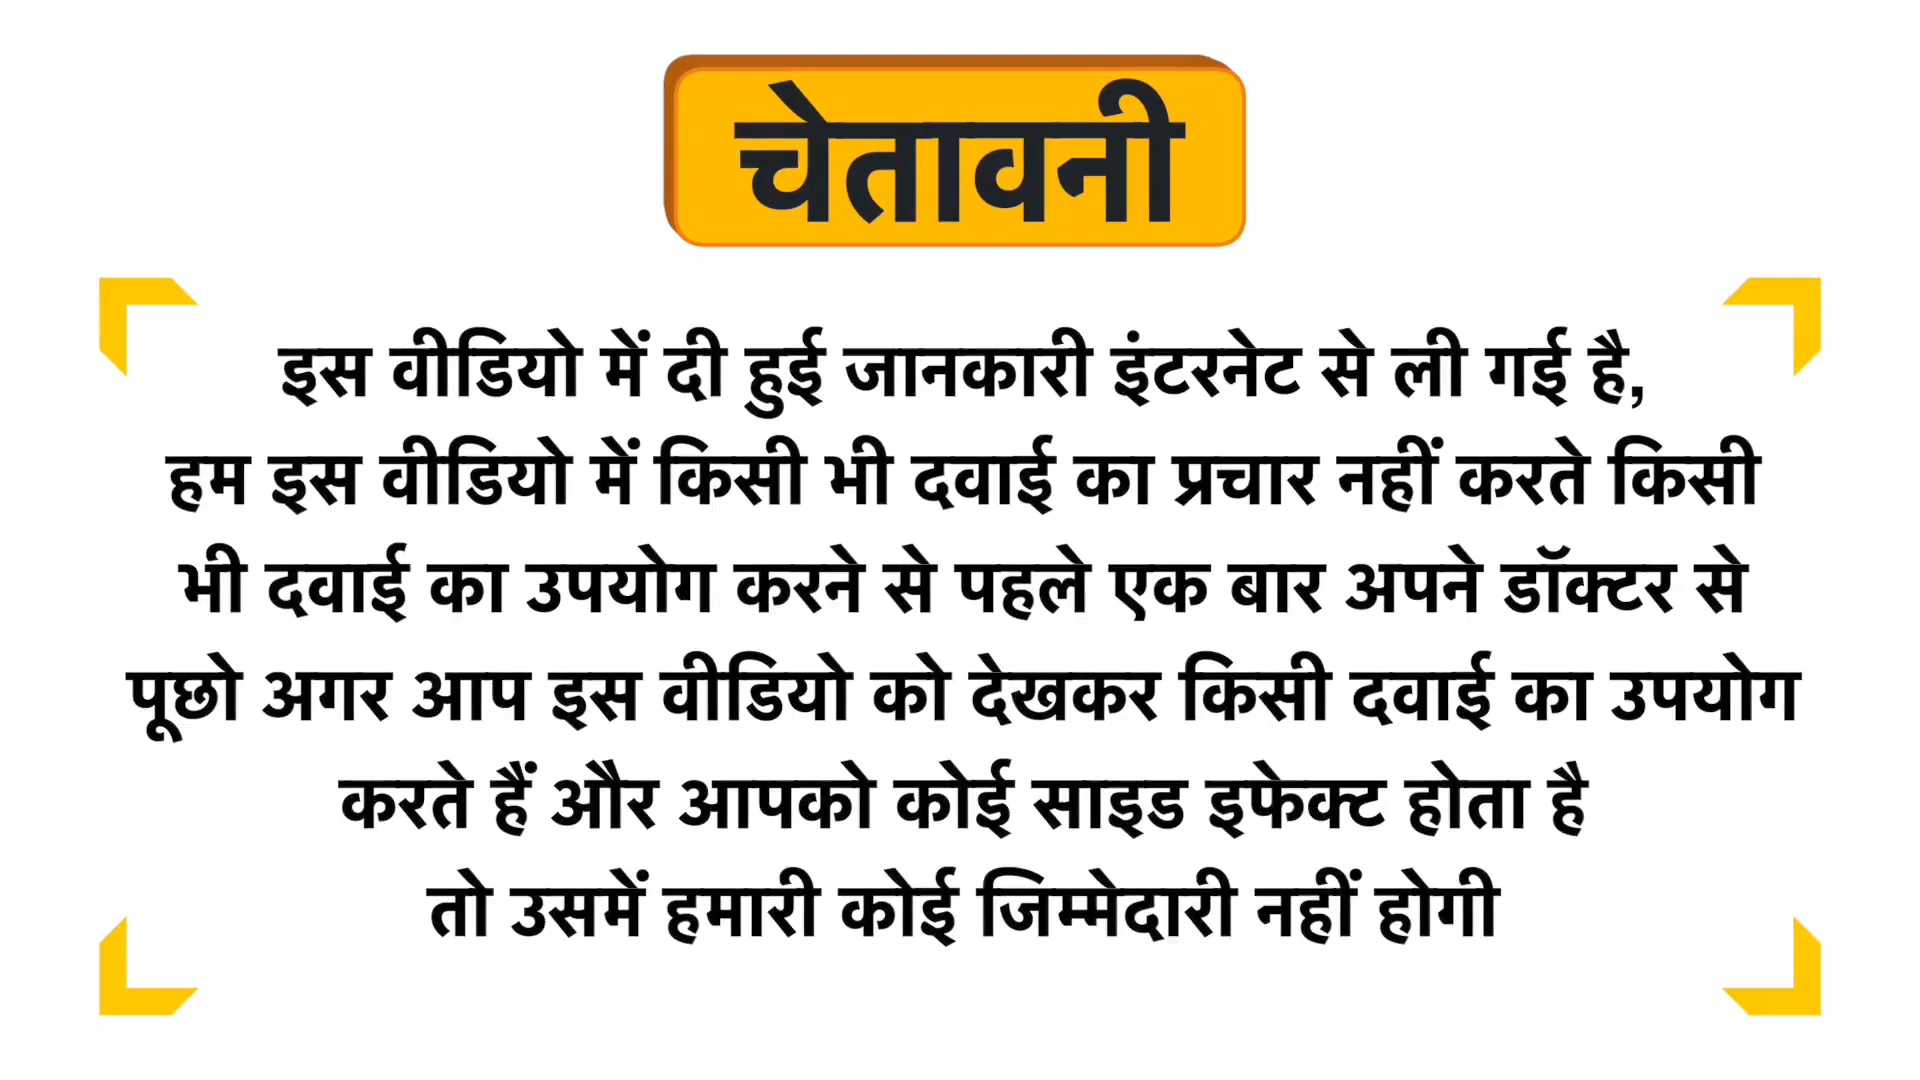 चेतावनी
इस वीडियो में दी हुई जानकारी इंटरनेट से ली गई है,
हम इस वीडियो में किसी भी दवाई का प्रचार नहीं करते किसी
भी दवाई का उपयोग करने से पहले एक बार अपने डॉक्टर से
पूछो अगर आप इस वीडियो को देखकर किसी दवाई का उपयोग
करते हैं और आपको कोई साइड इफेक्ट होता है
तो उसमें हमारी कोई जिम्मेदारी नहीं होगी